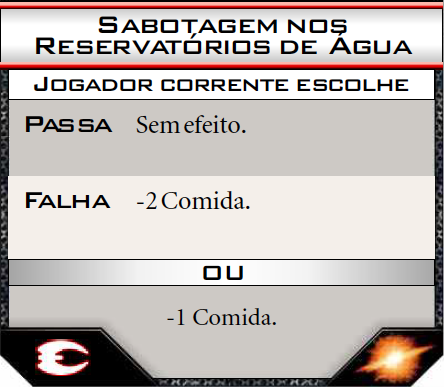 SABOTAGEM NOS
RESERVATÓRIOS DE ÁGUA
JOGADOR CORRENTE ESCOLHE
PASSA Sem efeito.
FALHA -2 Comida.
OU
-1 Comida.